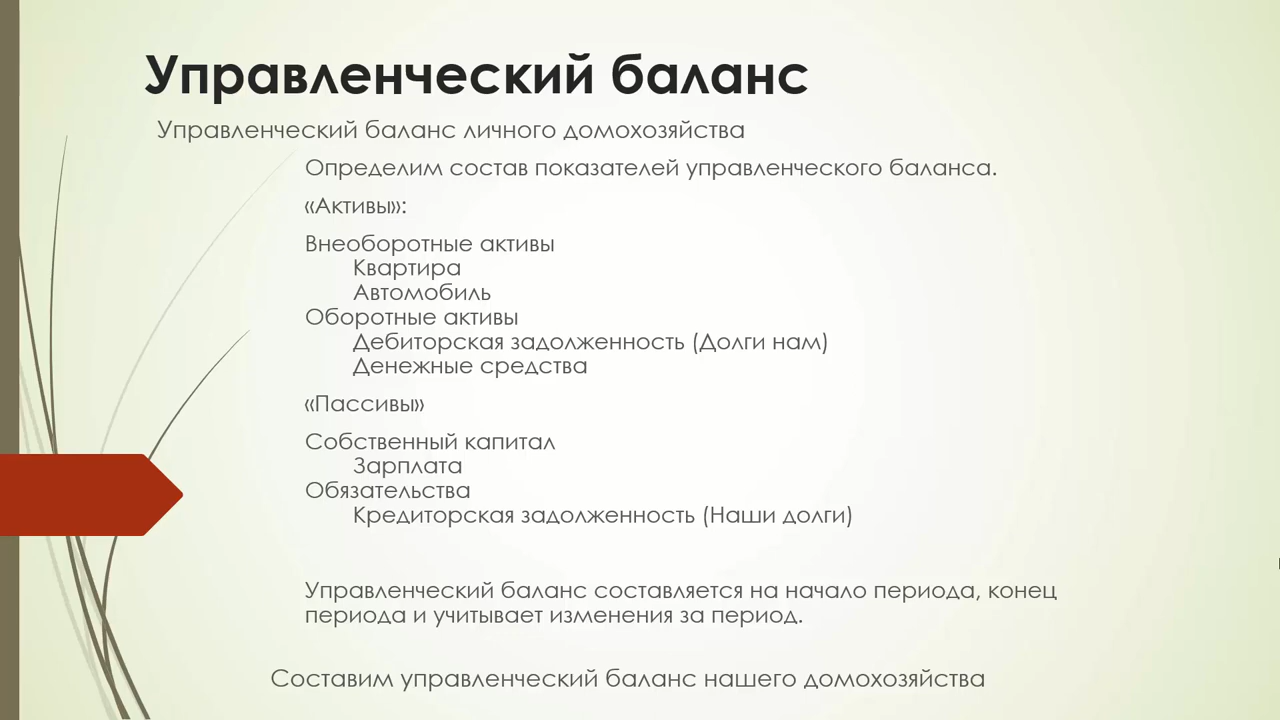 Управленческий баланс
Управленческий баланс личного домохозяйства
Определим состав показателей управленческого баланса.
«Активы»:
Внеоборотные активы
Квартира
Автомобиль
Оборотные активы
Дебиторская задолженность (Долги нам)
Денежные средства
«Пассивы»
Собственный капитал
Зарплата
Обязательства
Кредиторская задолженность (Наши долги)
Управленческий баланс составляется на начало периода, конец
периода и учитывает изменения за период.
Составим управленческий баланс нашего домохозяйства